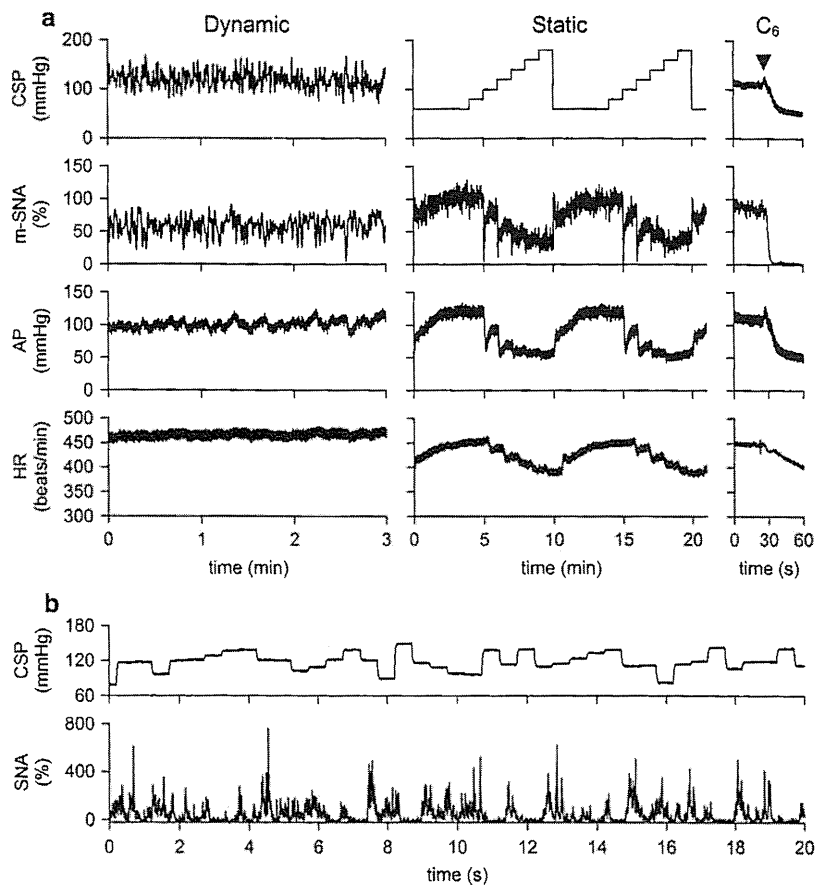 a
Dynamic
Static
C₆
CSP
(mmHg)
200
100
0
m-SNA
(%)
150
100
50
0
AP
(mmHg)
150
100
50
0
HR
(beats/min)
500
450
400
350
300
0 1 2 3
time (min)
0 5 10 15 20
time (min)
0 30 60
time (s)
b
CSP
(mmHg)
180
120
60
SNA
(%)
800
400
0
0 2 4 6 8 10 12 14 16 18 20
time (s)